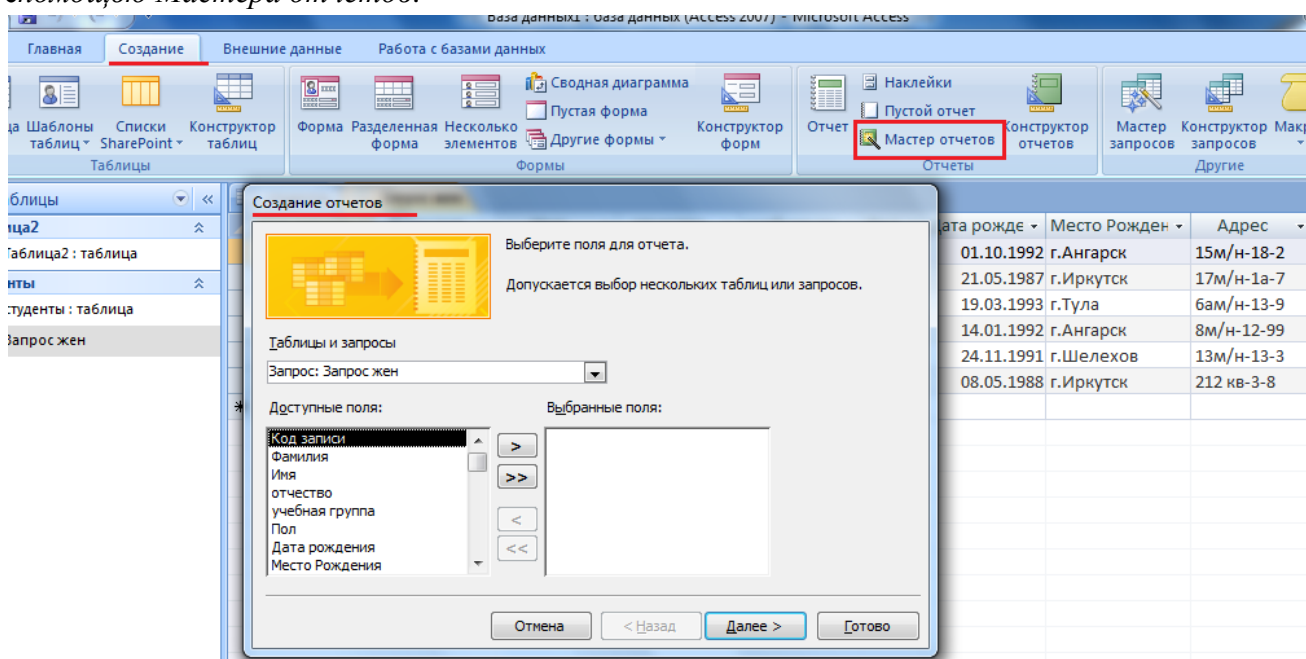 помощью Мастера отчетов.
База данных1 : база данных (Access 2007) - Microsoft Access
Главная Создание Внешние данные Работа с базами данных
Шаблоны таблиц Списки SharePoint Конструктор таблиц
Таблицы
Форма Разделенная форма Несколько элементов
Сводная диаграмма
Пустая форма
Другие формы
Конструктор форм
Формы
Отчет
Наклейки
Пустой отчет
Мастер отчетов
Конструктор отчетов
Отчеты
Мастер запросов Конструктор запросов
Другие
Таблица2 : таблица
студенты : таблица
Запрос жен
Создание отчетов
Выберите поля для отчета.
Допускается выбор нескольких таблиц или запросов.
Таблицы и запросы
Запрос: Запрос жен
Доступные поля: Выбранные поля:
Код записи
Фамилия
Имя
отчество
учебная группа
Пол
Дата рождения
Место Рождения
>
>>
<
<<
Отмена < Назад Далее > Готово
ата рожде Место Рожден Адрес
01.10.1992 г.Ангарск 15м/н-18-2
21.05.1987 г.Иркутск 17м/н-1а-7
19.03.1993 г.Тула 6ам/н-13-9
14.01.1992 г.Ангарск 8м/н-12-99
24.11.1991 г.Шелехов 13м/н-13-3
08.05.1988 г.Иркутск 212 кв-3-8